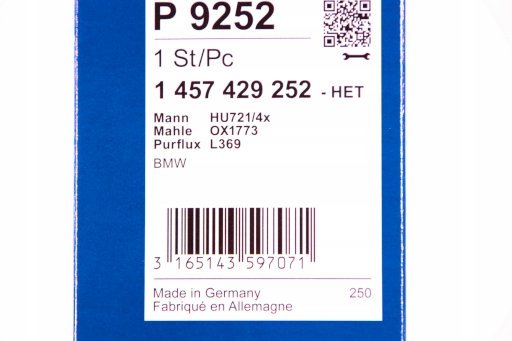 P 9252
1 St/Pc
1 457 429 252 - HET
Mann HU721/4x
Mahle OX1773
Purflux L369
BMW
3 165143 597071
Made in Germany 250
Fabriqué en Allemagne